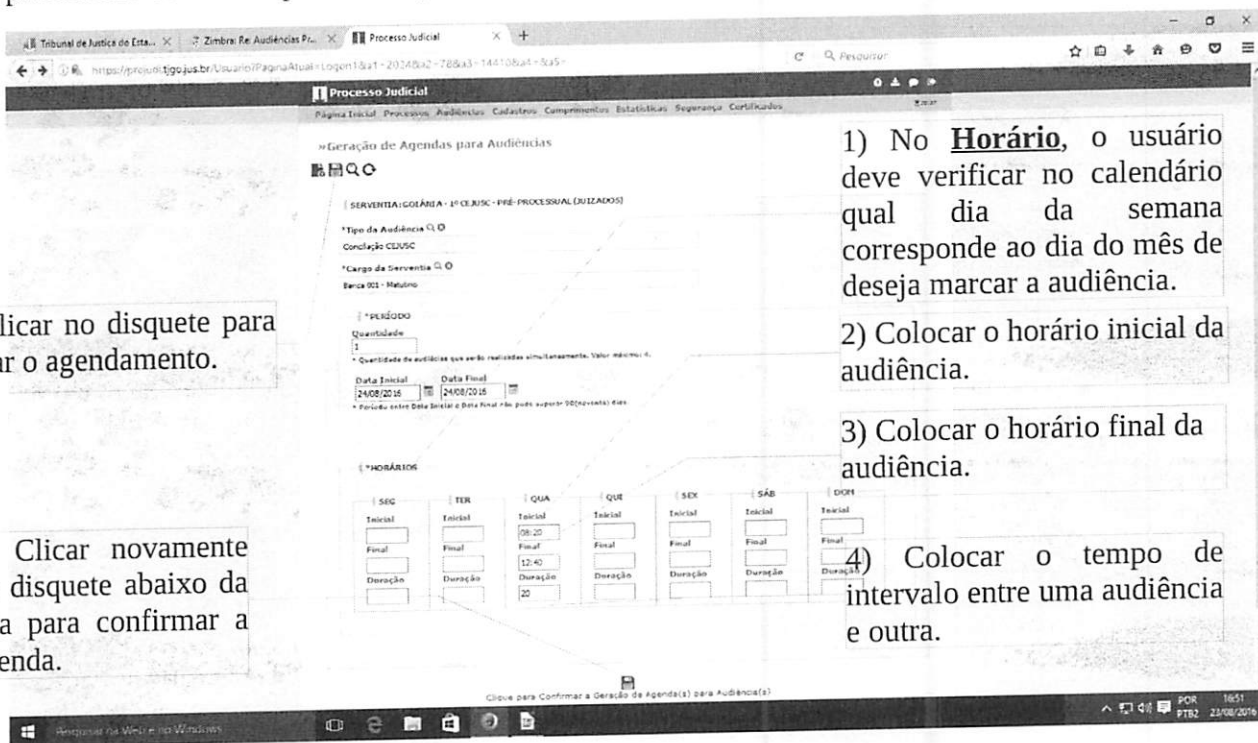 Tribunal de Justica do Esta...
Zimbra: Re: Audiências Pr...
Processo Judicial
Pesquisar
Processo Judicial
Página Inicial Processos Audiências Cadastros Cumprimentos Estatísticas Segurança Certificados
»Geração de Agendas para Audiências
SERVENTIA: GOIÂNIA - 1º CEJUSC - PRÉ-PROCESSUAL (JUIZADOS)
*Tipo da Audiência
Conciliação CEJUSC
*Cargo da Serventia
Banca 001 - Matutino
*PERÍODO
Quantidade
1
* Quantidade de audiências que serão realizadas simultaneamente. Valor máximo: 4.
Data Inicial Data Final
24/08/2016 24/08/2016
* Período entre Data Inicial e Data Final não pode superar 90(noventa) dias.
*HORÁRIOS
SEG TER QUA QUI SEX SÁB DOM
Inicial Inicial Inicial Inicial Inicial Inicial Inicial
08:20
Final Final Final Final Final Final Final
12:40
Duração Duração Duração Duração Duração Duração Duração
20
Clique para Confirmar a Geração de Agenda(s) para Audiência(s)
licar no disquete para
ar o agendamento.
Clicar novamente
disquete abaixo da
a para confirmar a
enda.
1) No Horário, o usuário
deve verificar no calendário
qual dia da semana
corresponde ao dia do mês de
deseja marcar a audiência.
2) Colocar o horário inicial da
audiência.
3) Colocar o horário final da
audiência.
4) Colocar o tempo de
intervalo entre uma audiência
e outra.
Pesquisar na Web e no Windows
POR 16:51
PTB2 23/08/2016